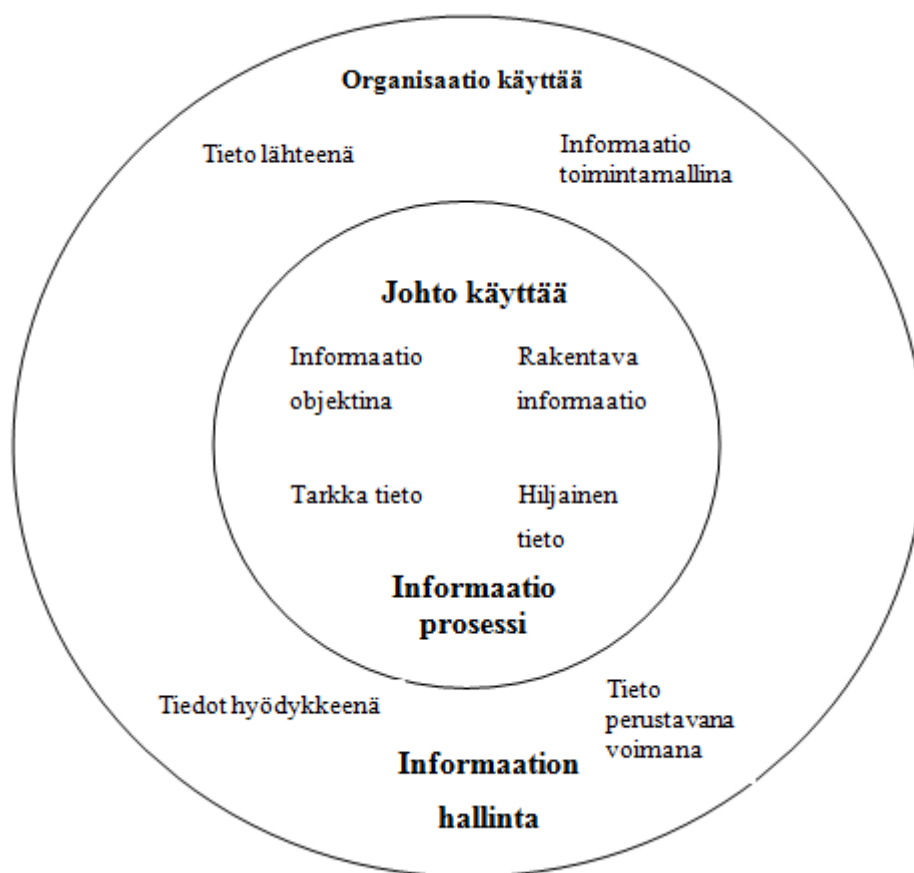 Organisaatio käyttää
Tieto lähteenä
Informaatio
toimintamallina
Johto käyttää
Informaatio
objektina
Rakentava
informaatio
Tarkka tieto
Hiljainen
tieto
Informaatio
prosessi
Tiedot hyödykkeenä
Tieto
perustavana
voimana
Informaation
hallinta